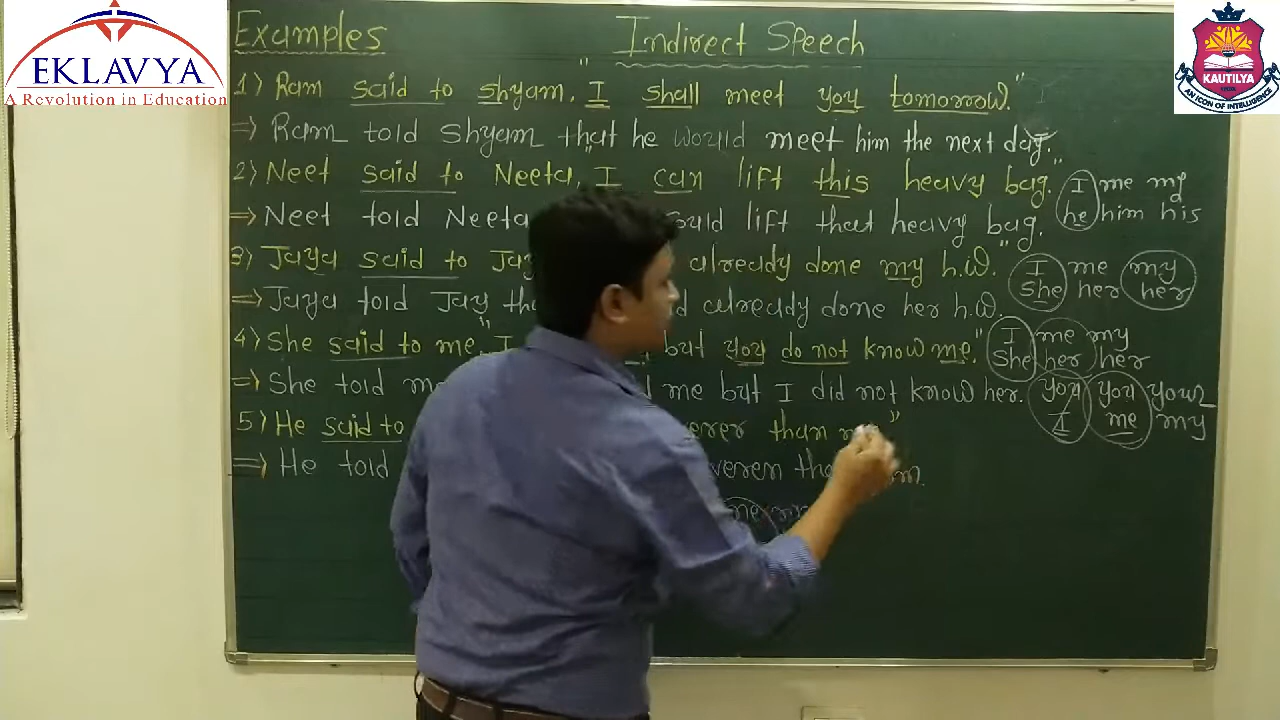 EKLAVYA
A Revolution in Education
KAUTILYA
AN ICON OF INTELLIGENCE
Examples
Indirect Speech
1) Ram said to shyam, "I shall meet you tomorrow."
=> Ram told shyam that he would meet him the next day.
2) Neet said to Neeta, "I can lift this heavy bag."
=> Neet told Neeta could lift that heavy bag.
I me my
he him his
3) Jaya said to Jay already done my h.w."
=> Jaya told Jay already done her h.w.
I me my
She her her
4) She said to me, "I but you do not know me."
=> She told me but I did not know her.
I me my
She her her
you you your
I me my
5) He said to than "
=> He told
me